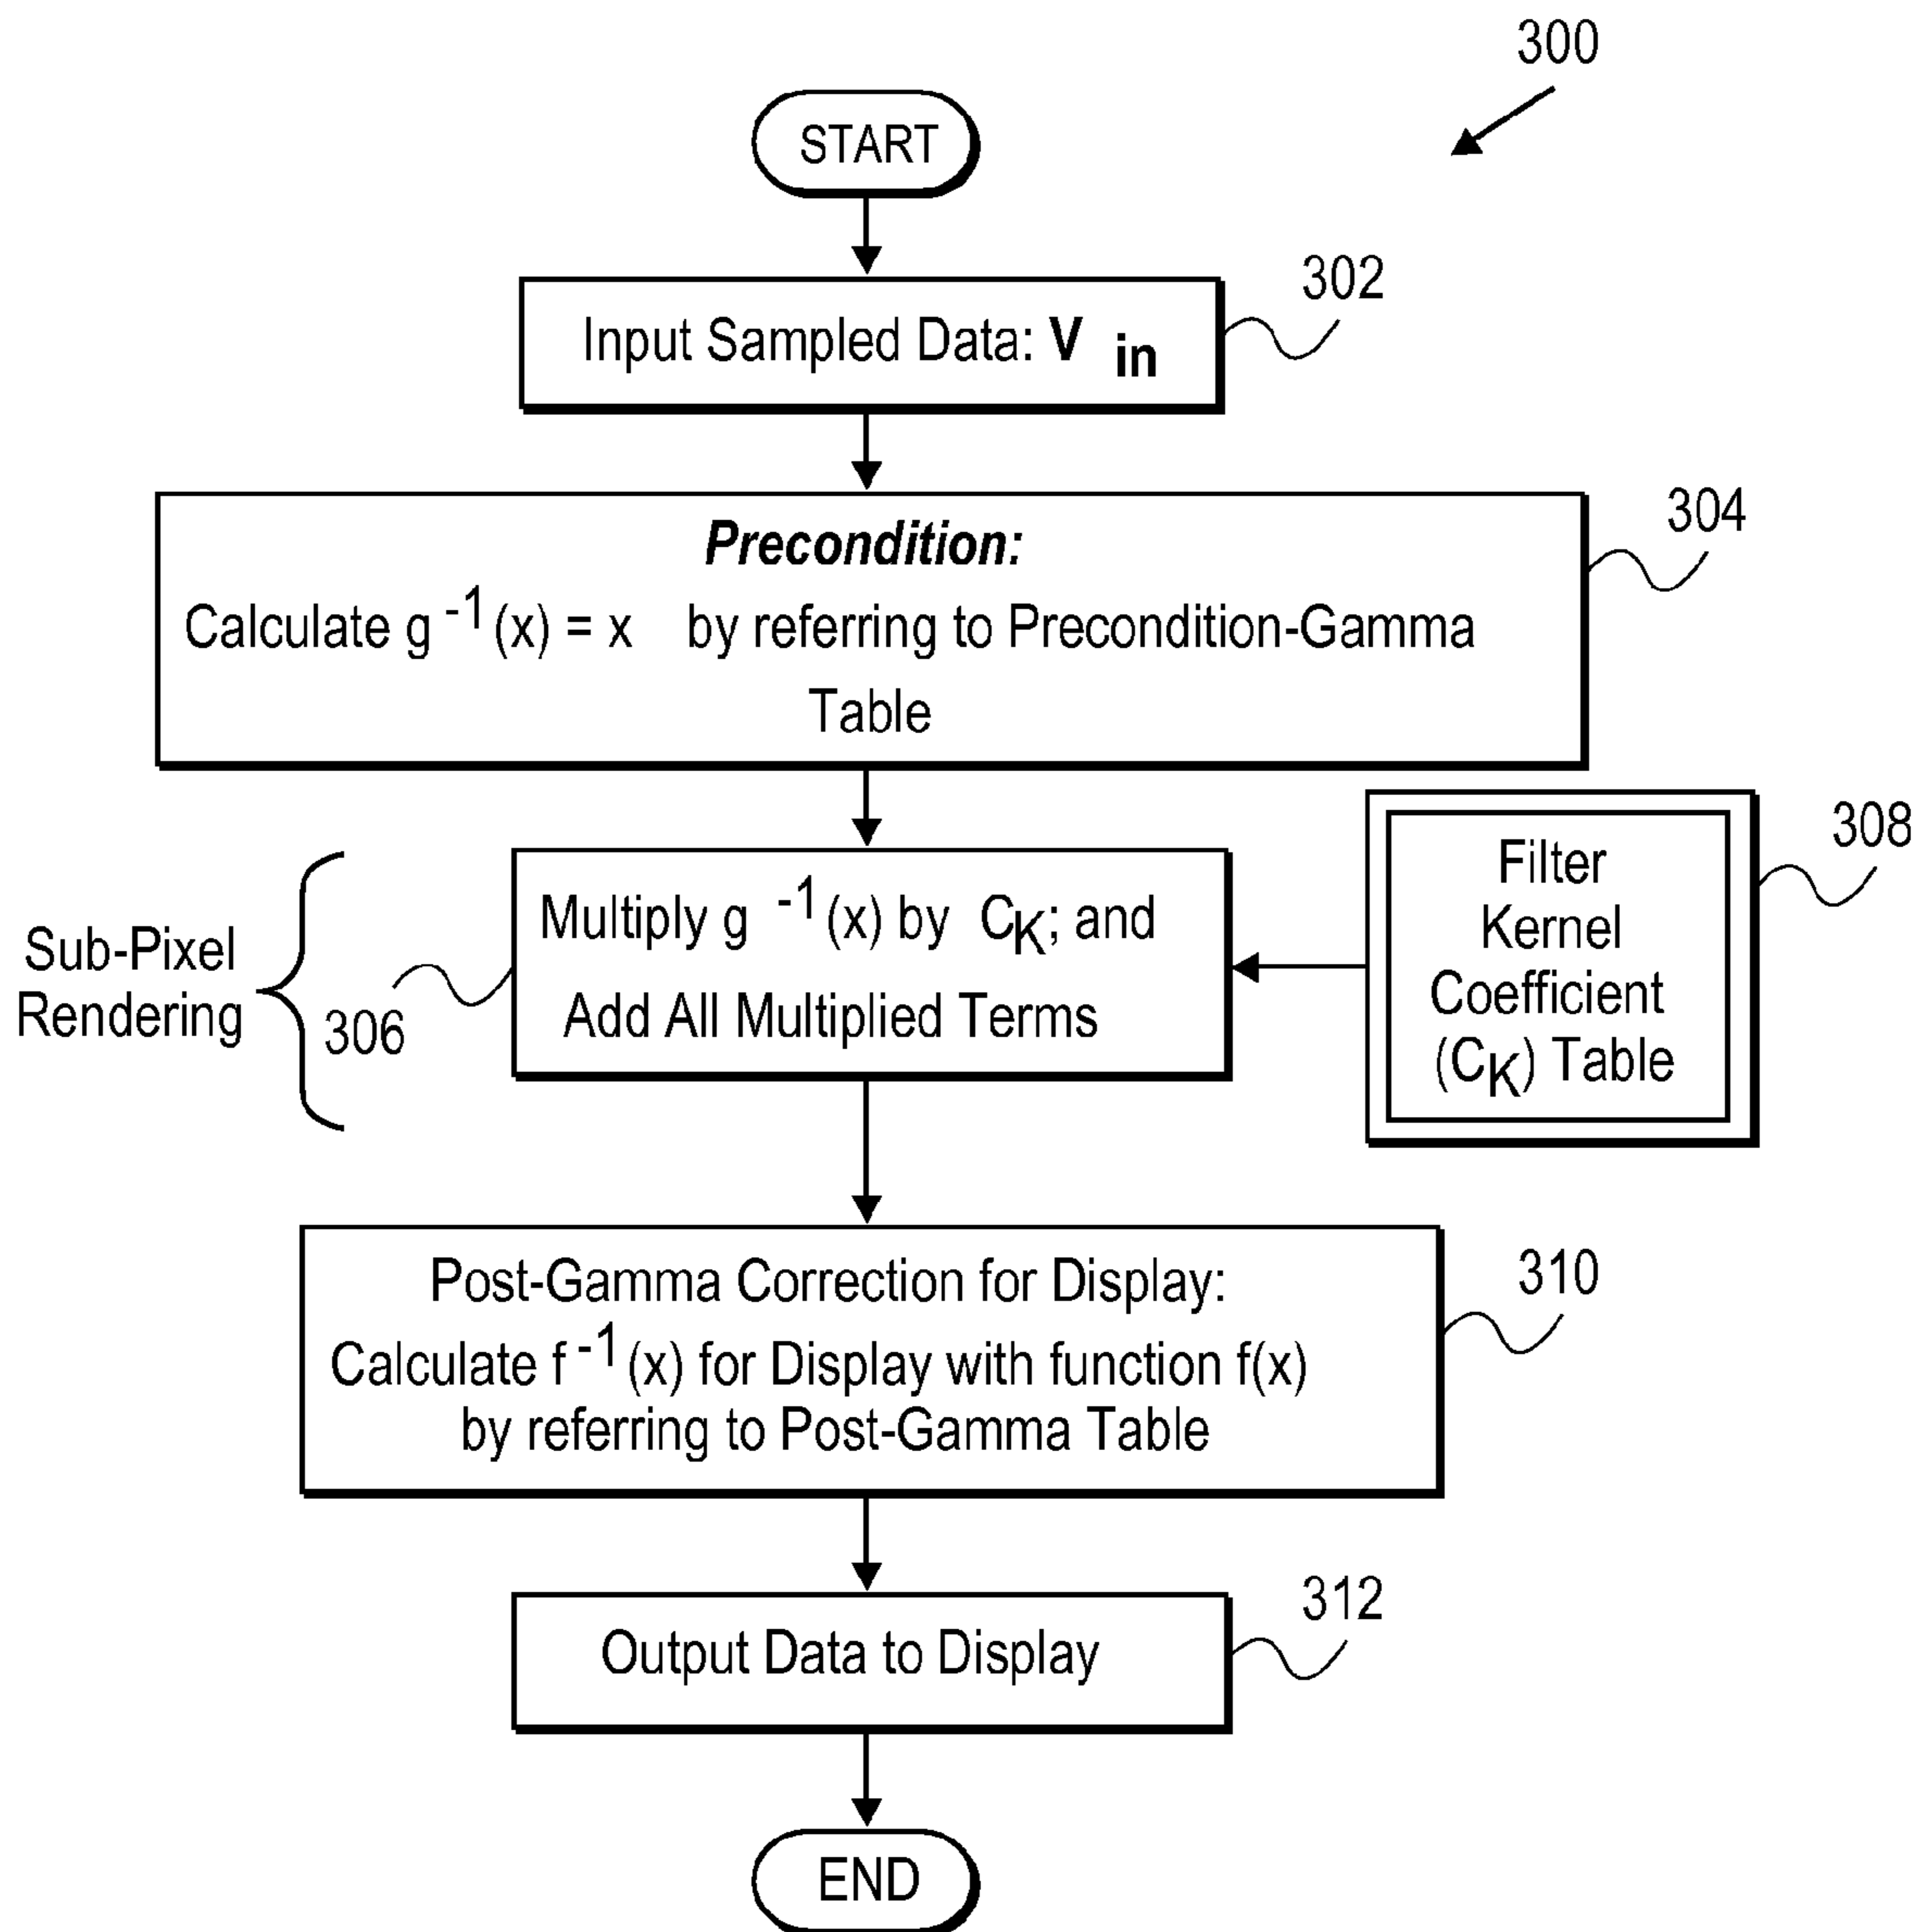 300
START
302
Input Sampled Data: V in
304
Precondition:
Calculate g -1 (x) = x by referring to Precondition-Gamma
Table
308
Filter
Kernel
Coefficient
(CK) Table
Multiply g -1 (x) by CK; and
Add All Multiplied Terms
Sub-Pixel
Rendering
306
310
Post-Gamma Correction for Display:
Calculate f -1 (x) for Display with function f(x)
by referring to Post-Gamma Table
312
Output Data to Display
END